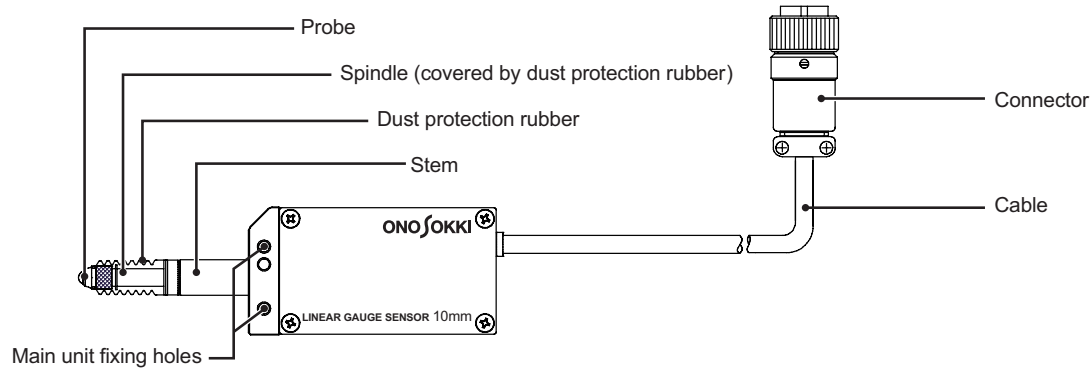 Probe
Spindle (covered by dust protection rubber)
Dust protection rubber
Stem
Connector
Cable
ONO SOKKI
LINEAR GAUGE SENSOR 10mm
Main unit fixing holes